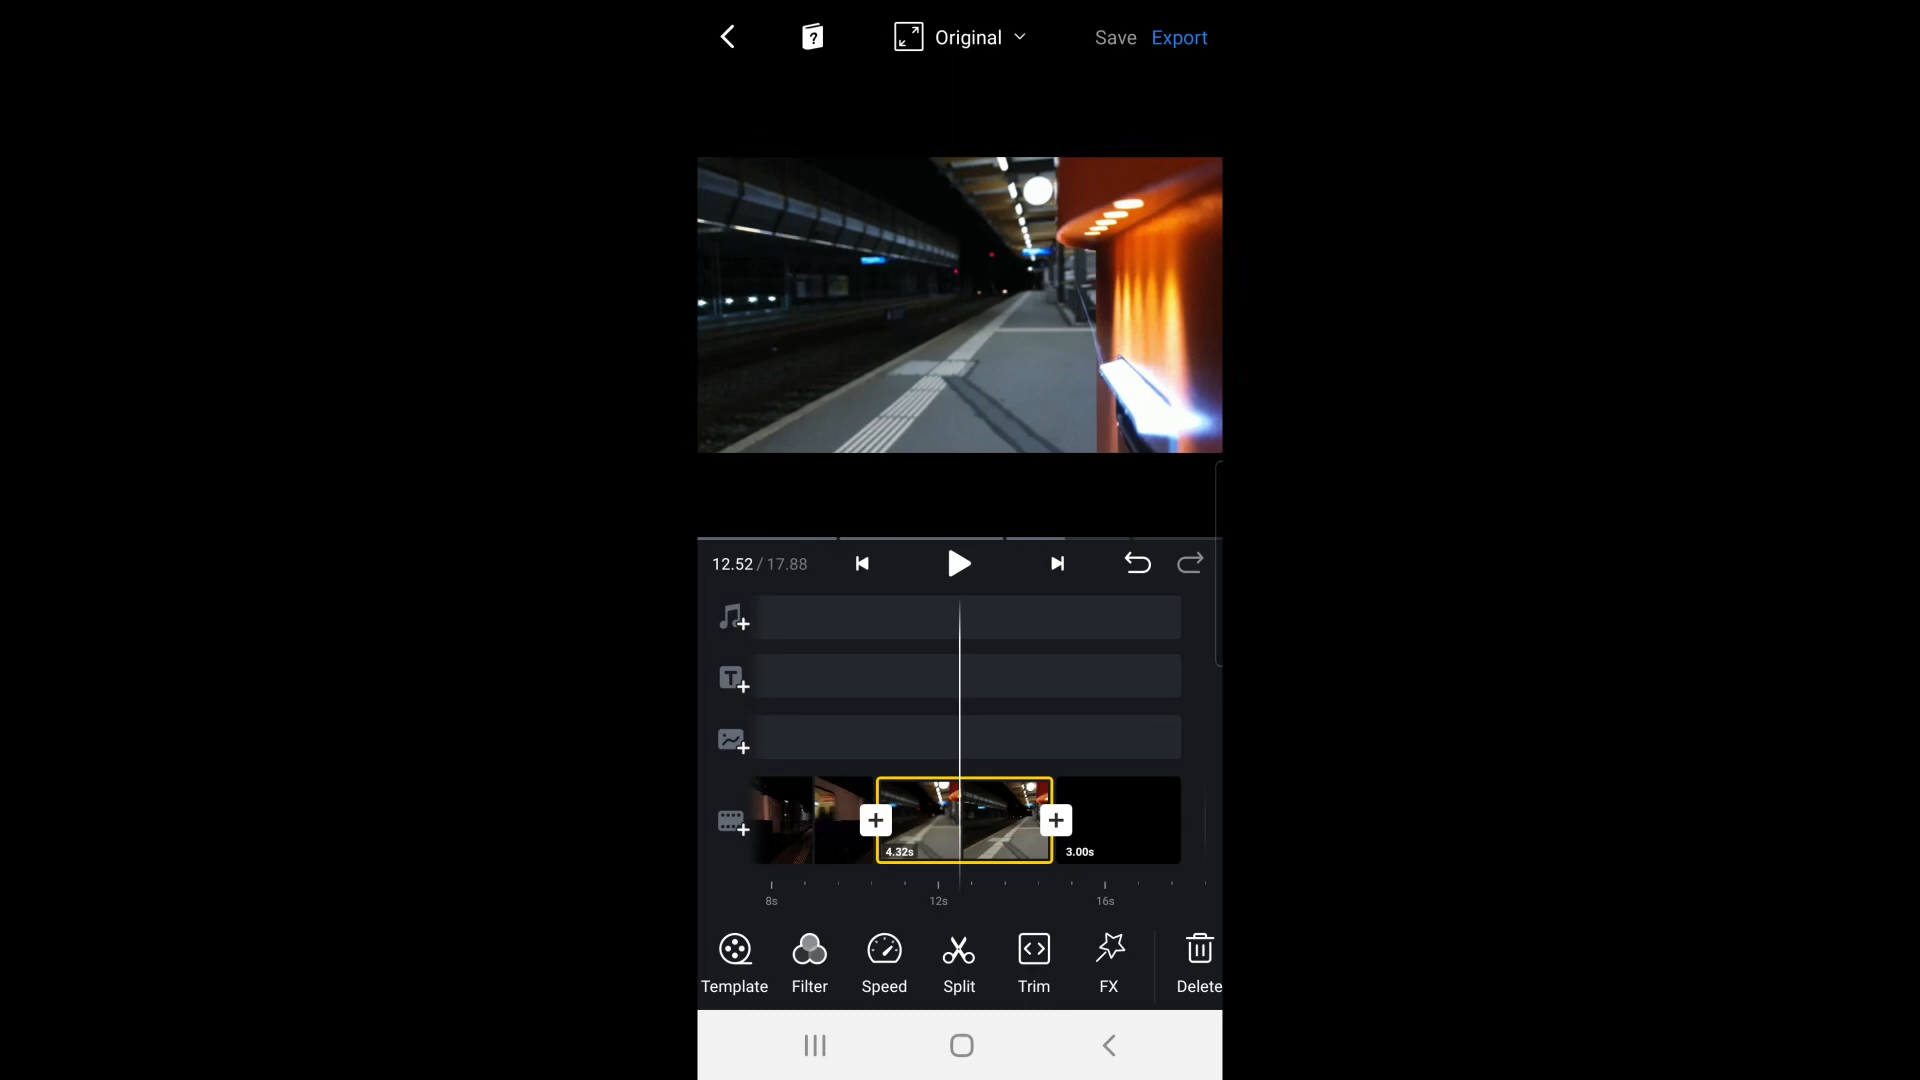 Original
Save Export
12.52 / 17.88
4.32s
3.00s
8s
12s
16s
Template
Filter
Speed
Split
Trim
FX
Delete